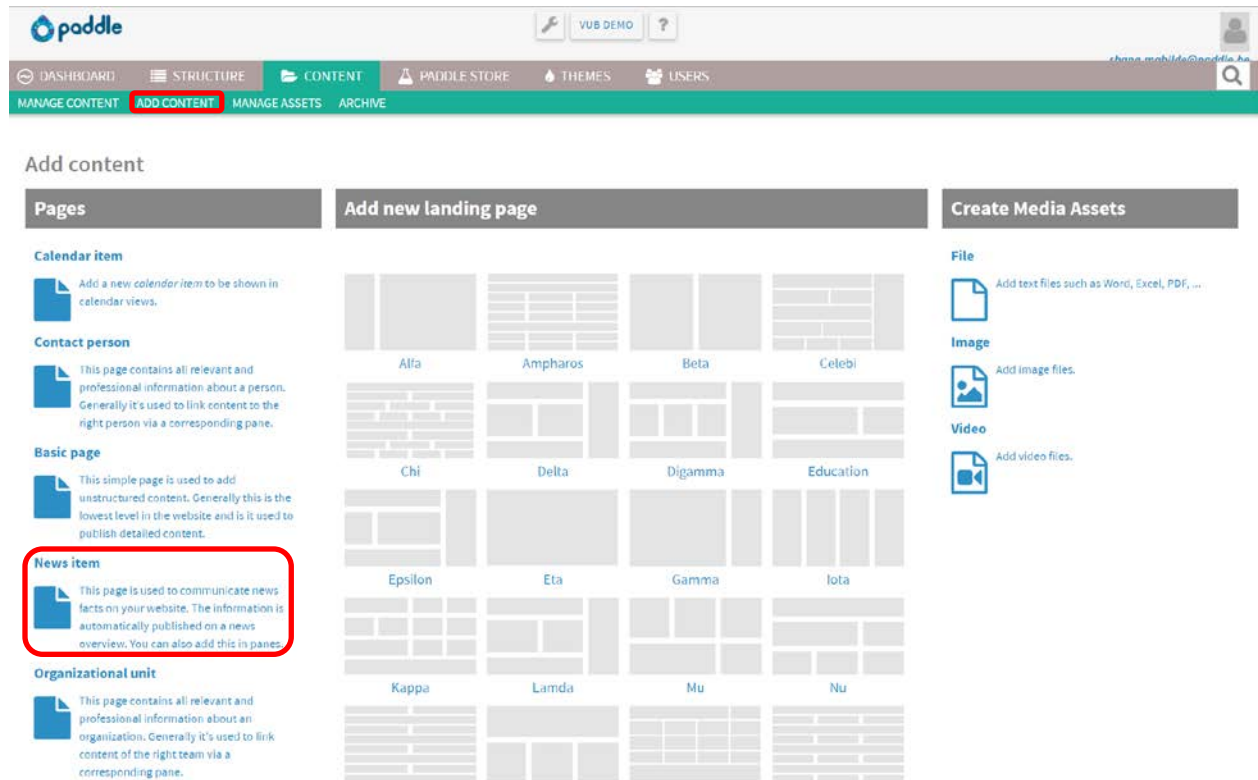 paddle
VUB DEMO
?
shana.mabilde@paddle.be
DASHBOARD
STRUCTURE
CONTENT
PADDLE STORE
THEMES
USERS
MANAGE CONTENT
ADD CONTENT
MANAGE ASSETS
ARCHIVE
Add content
Pages
Calendar item
Add a new calendar item to be shown in
calendar views.
Contact person
This page contains all relevant and
professional information about a person.
Generally it's used to link content to the
right person via a corresponding pane.
Basic page
This simple page is used to add
unstructured content. Generally this is the
lowest level in the website and is it used to
publish detailed content.
News item
This page is used to communicate news
facts on your website. The information is
automatically published on a news
overview. You can also add this in panes.
Organizational unit
This page contains all relevant and
professional information about an
organization. Generally it's used to link
content of the right team via a
corresponding pane.
Add new landing page
Alfa
Ampharos
Beta
Celebi
Chi
Delta
Digamma
Education
Epsilon
Eta
Gamma
Iota
Kappa
Lamda
Mu
Nu
Create Media Assets
File
Add text files such as Word, Excel, PDF, ...
Image
Add image files.
Video
Add video files.